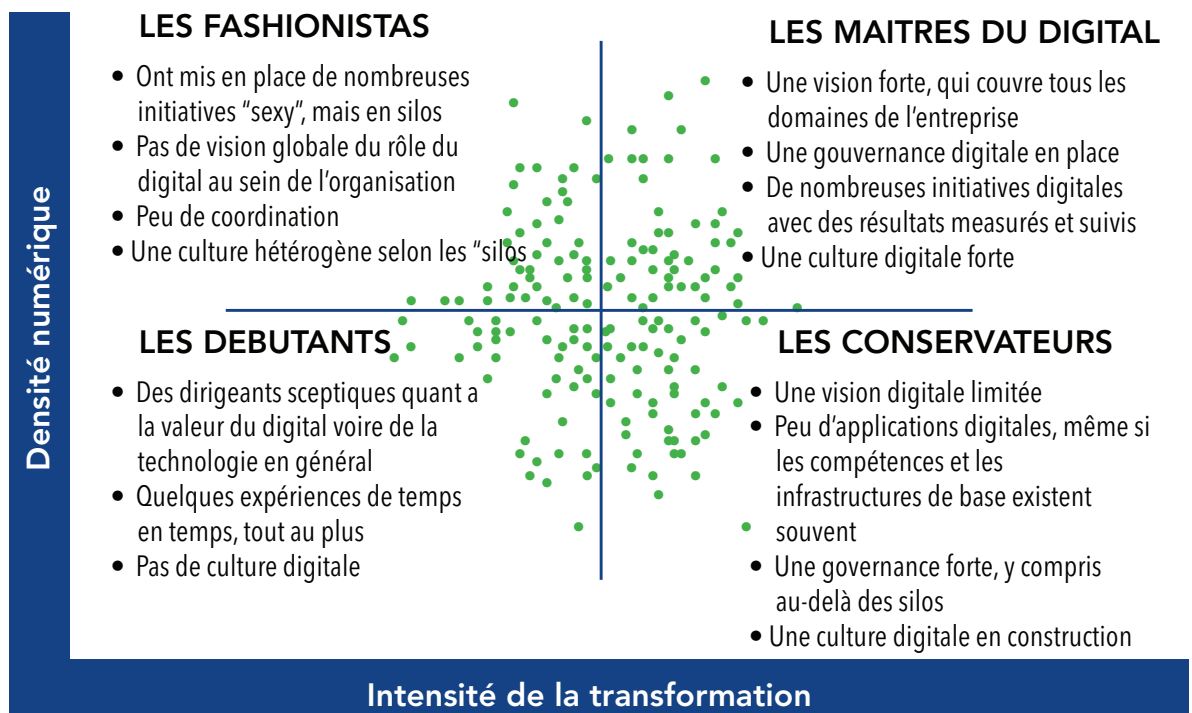 Densité numérique
LES FASHIONISTAS
• Ont mis en place de nombreuses
initiatives "sexy", mais en silos
• Pas de vision globale du rôle du
digital au sein de l'organisation
• Peu de coordination
• Une culture hétérogène selon les "silos
LES MAITRES DU DIGITAL
• Une vision forte, qui couvre tous les
domaines de l'entreprise
• Une gouvernance digitale en place
• De nombreuses initiatives digitales
avec des résultats measurés et suivis
• Une culture digitale forte
LES DEBUTANTS
• Des dirigeants sceptiques quant a
la valeur du digital voire de la
technologie en général
• Quelques expériences de temps
en temps, tout au plus
• Pas de culture digitale
LES CONSERVATEURS
• Une vision digitale limitée
• Peu d'applications digitales, même si
les compétences et les
infrastructures de base existent
souvent
• Une governance forte, y compris
au-delà des silos
• Une culture digitale en construction
Intensité de la transformation